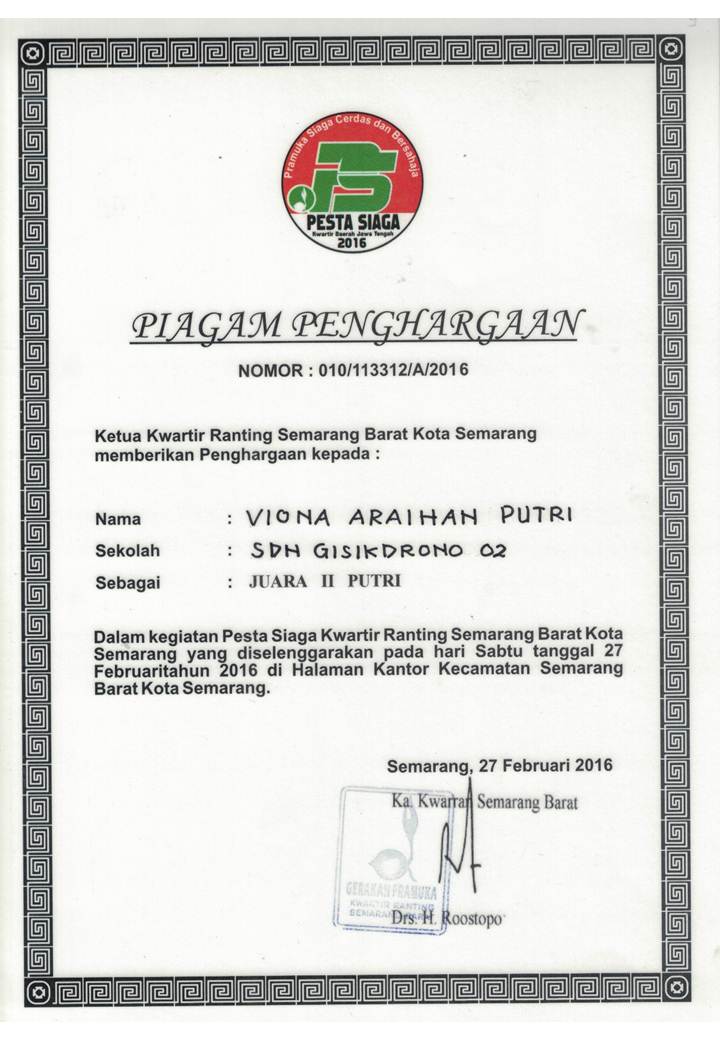 Pramuka Siaga Cerdas dan Bersahaja
PS
PESTA SIAGA
Kwartir Daerah Jawa Tengah
2016
PIAGAM PENGHARGAAN
NOMOR : 010/113312/A/2016
Ketua Kwartir Ranting Semarang Barat Kota Semarang
memberikan Penghargaan kepada :
Nama : VIONA ARAIHAN PUTRI
Sekolah : SDN GISIKDRONO 02
Sebagai : JUARA II PUTRI
Dalam kegiatan Pesta Siaga Kwartir Ranting Semarang Barat Kota
Semarang yang diselenggarakan pada hari Sabtu tanggal 27
Februaritahun 2016 di Halaman Kantor Kecamatan Semarang
Barat Kota Semarang.
Semarang, 27 Februari 2016
Ka. Kwarran Semarang Barat
GERAKAN PRAMUKA
KWARTIR RANTING
SEMARANG BARAT
Drs. H. Roostopo